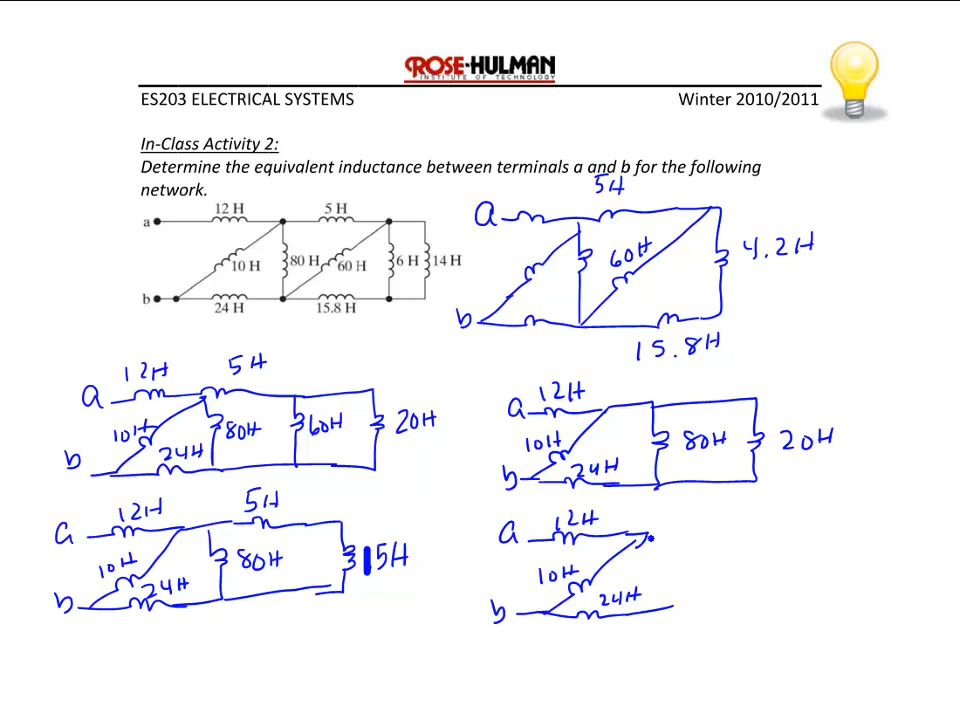 ROSE-HULMAN
INSTITUTE OF TECHNOLOGY
ES203 ELECTRICAL SYSTEMS Winter 2010/2011
In-Class Activity 2:
Determine the equivalent inductance between terminals a and b for the following
network.
12 H 5 H
a
10 H 80 H 60 H 6 H 14 H
b
24 H 15.8 H
5H
a
60H 4.2H
b
15.8H
12H 5H
a
10H 80H 60H 20H
24H
b
12H
a
10H 80H 20H
24H
b
12H 5H
a
10H 80H 15H
24H
b
12H
a
10H
24H
b